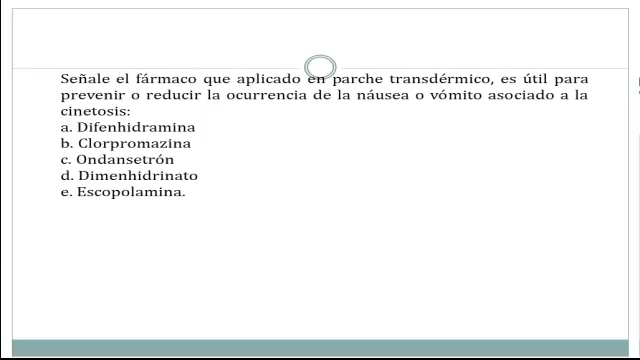 Señale el fármaco que aplicado en parche transdérmico, es útil para
prevenir o reducir la ocurrencia de la náusea o vómito asociado a la
cinetosis:
a. Difenhidramina
b. Clorpromazina
c. Ondansetrón
d. Dimenhidrinato
e. Escopolamina.